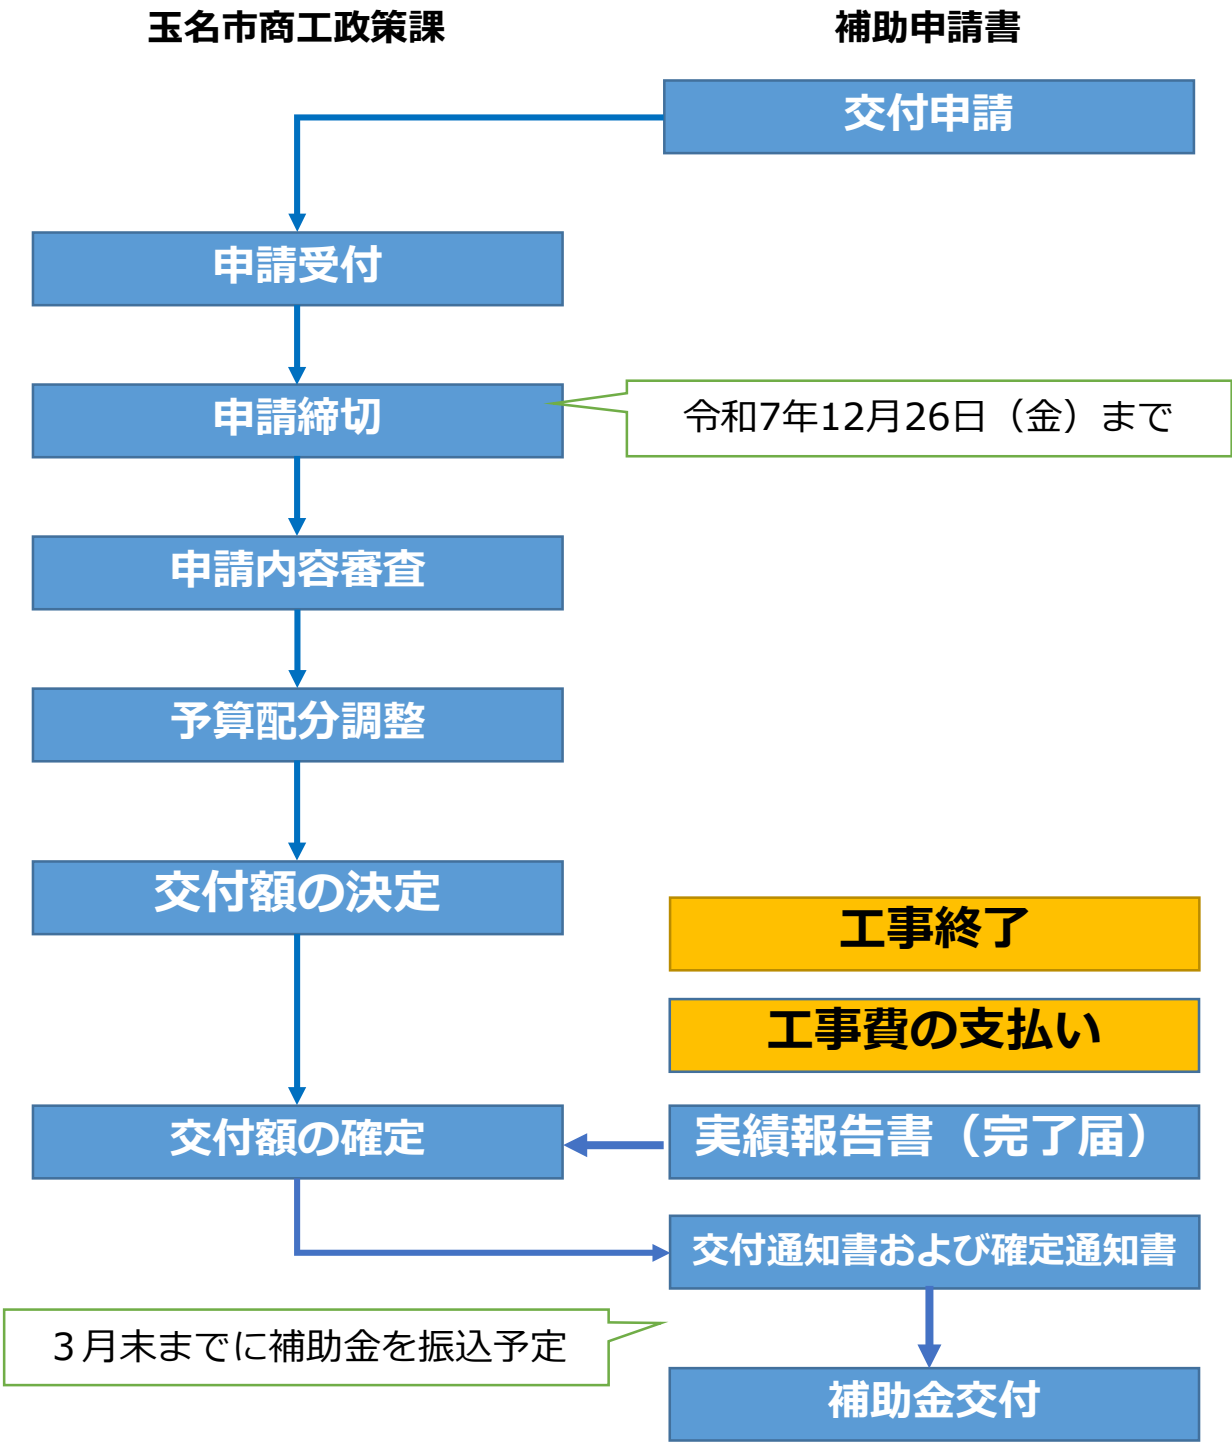 玉名市商工政策課
補助申請書
交付申請
申請受付
申請締切
令和7年12月26日（金）まで
申請内容審査
予算配分調整
交付額の決定
工事終了
工事費の支払い
交付額の確定
実績報告書（完了届）
交付通知書および確定通知書
３月末までに補助金を振込予定
補助金交付